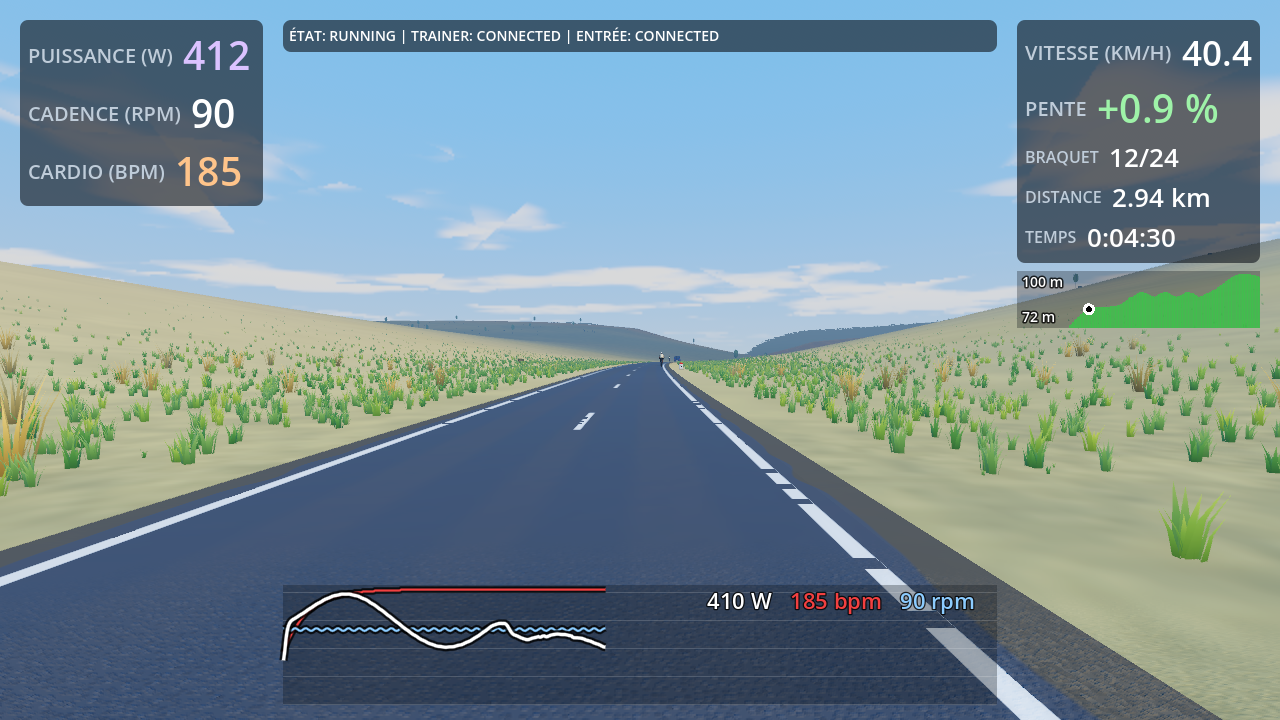 PUISSANCE (W) 412
CADENCE (RPM) 90
CARDIO (BPM) 185
ÉTAT: RUNNING | TRAINER: CONNECTED | ENTRÉE: CONNECTED
VITESSE (KM/H) 40.4
PENTE +0.9 %
BRAQUET 12/24
DISTANCE 2.94 km
TEMPS 0:04:30
100 m
72 m
410 W 185 bpm 90 rpm